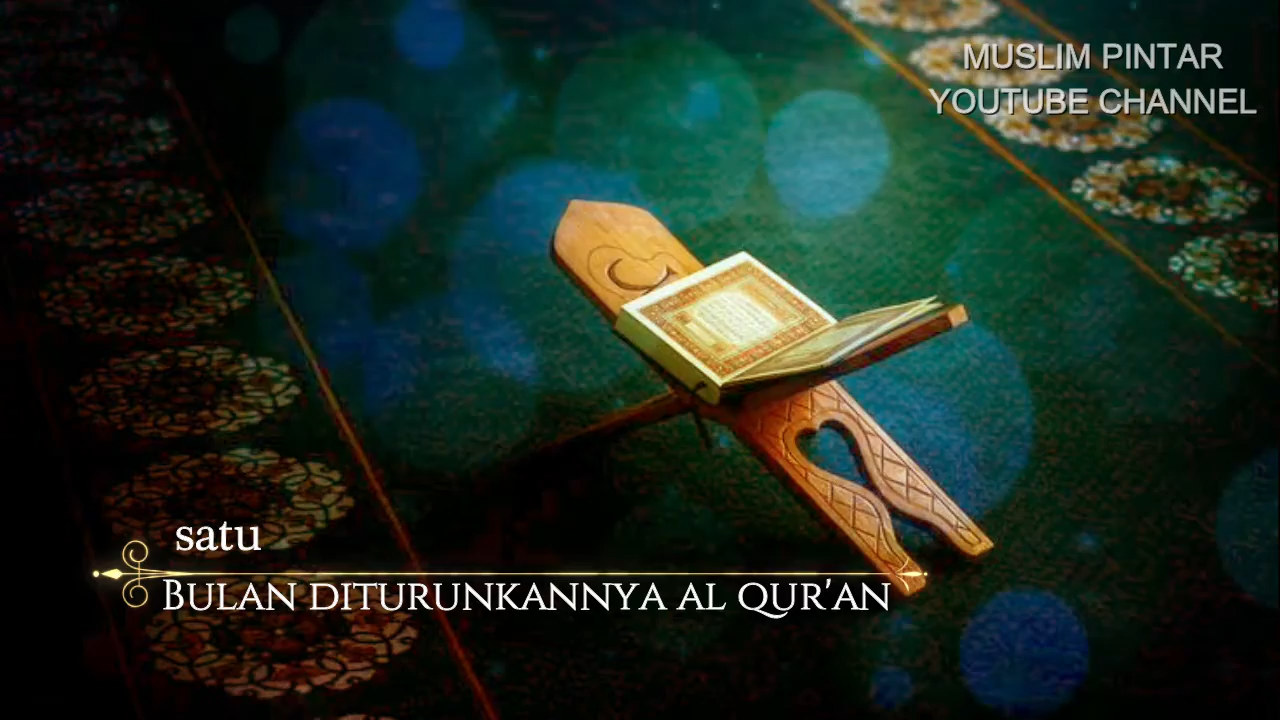 MUSLIM PINTAR
YOUTUBE CHANNEL
satu
BULAN DITURUNKANNYA AL QUR'AN